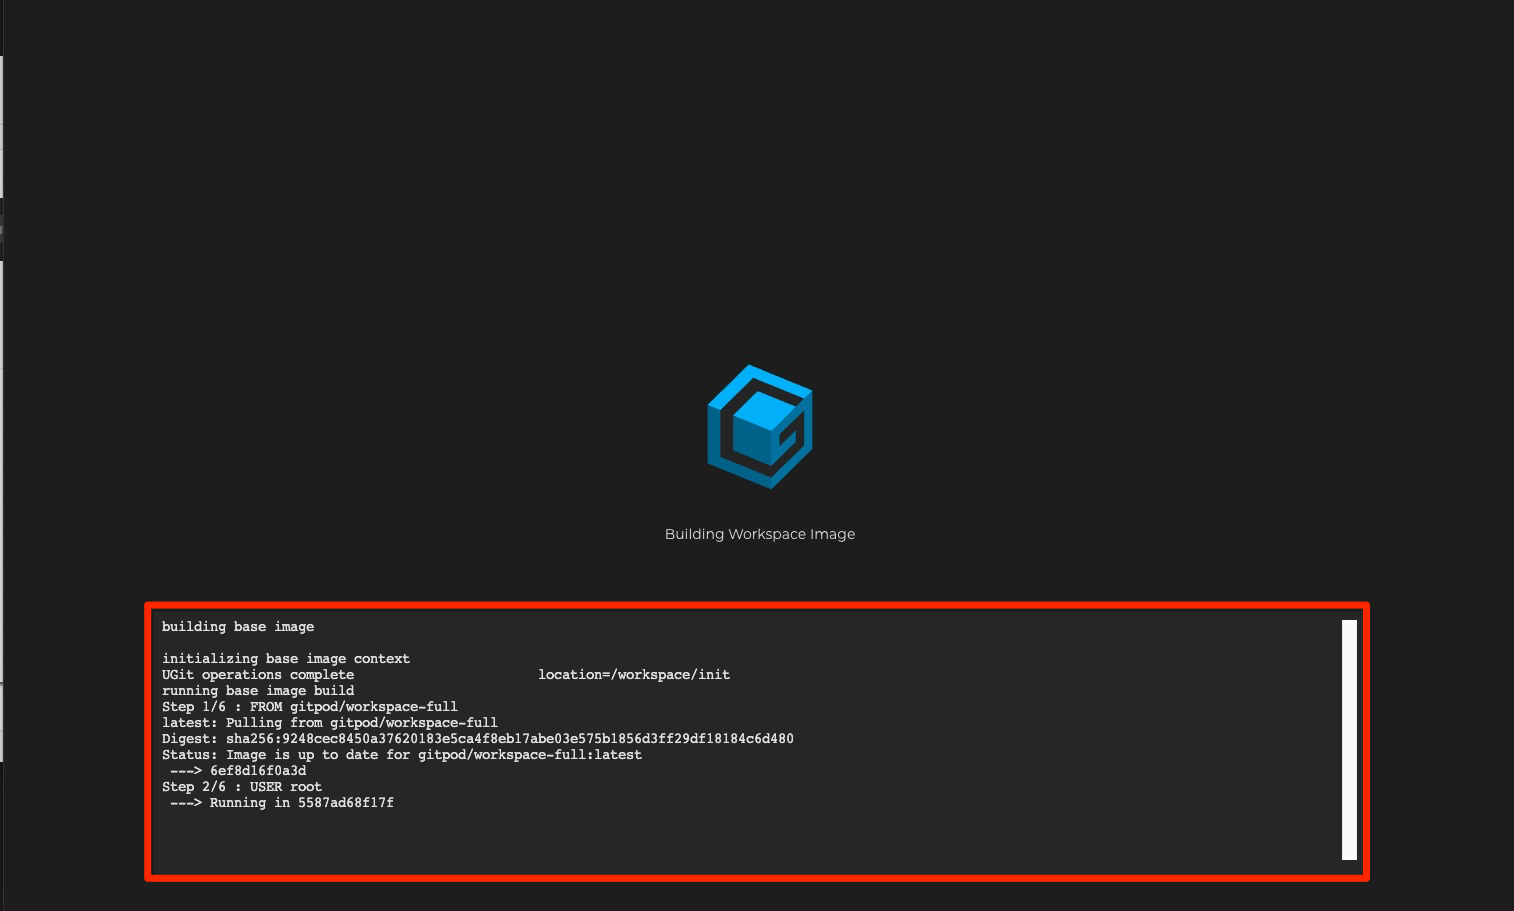 Building Workspace Image
building base image
initializing base image context
UGit operations complete location=/workspace/init
running base image build
Step 1/6 : FROM gitpod/workspace-full
latest: Pulling from gitpod/workspace-full
Digest: sha256:9248cec8450a37620183e5ca4f8eb17abe03e575b1856d3ff29df18184c6d480
Status: Image is up to date for gitpod/workspace-full:latest
---> 6ef8d16f0a3d
Step 2/6 : USER root
---> Running in 5587ad68f17f